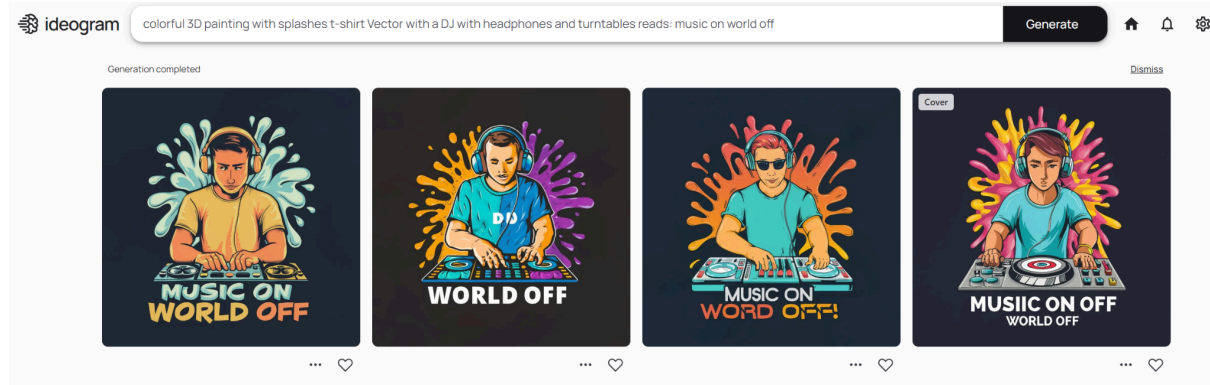 ideogram
colorful 3D painting with splashes t-shirt Vector with a DJ with headphones and turntables reads: music on world off
Generate
Generation completed
Dismiss
Cover
MUSIC ON
WORLD OFF
DD
WORLD OFF
MUSIC ON
WORD OFF!
MUSIIC ON OFF
WORLD OFF